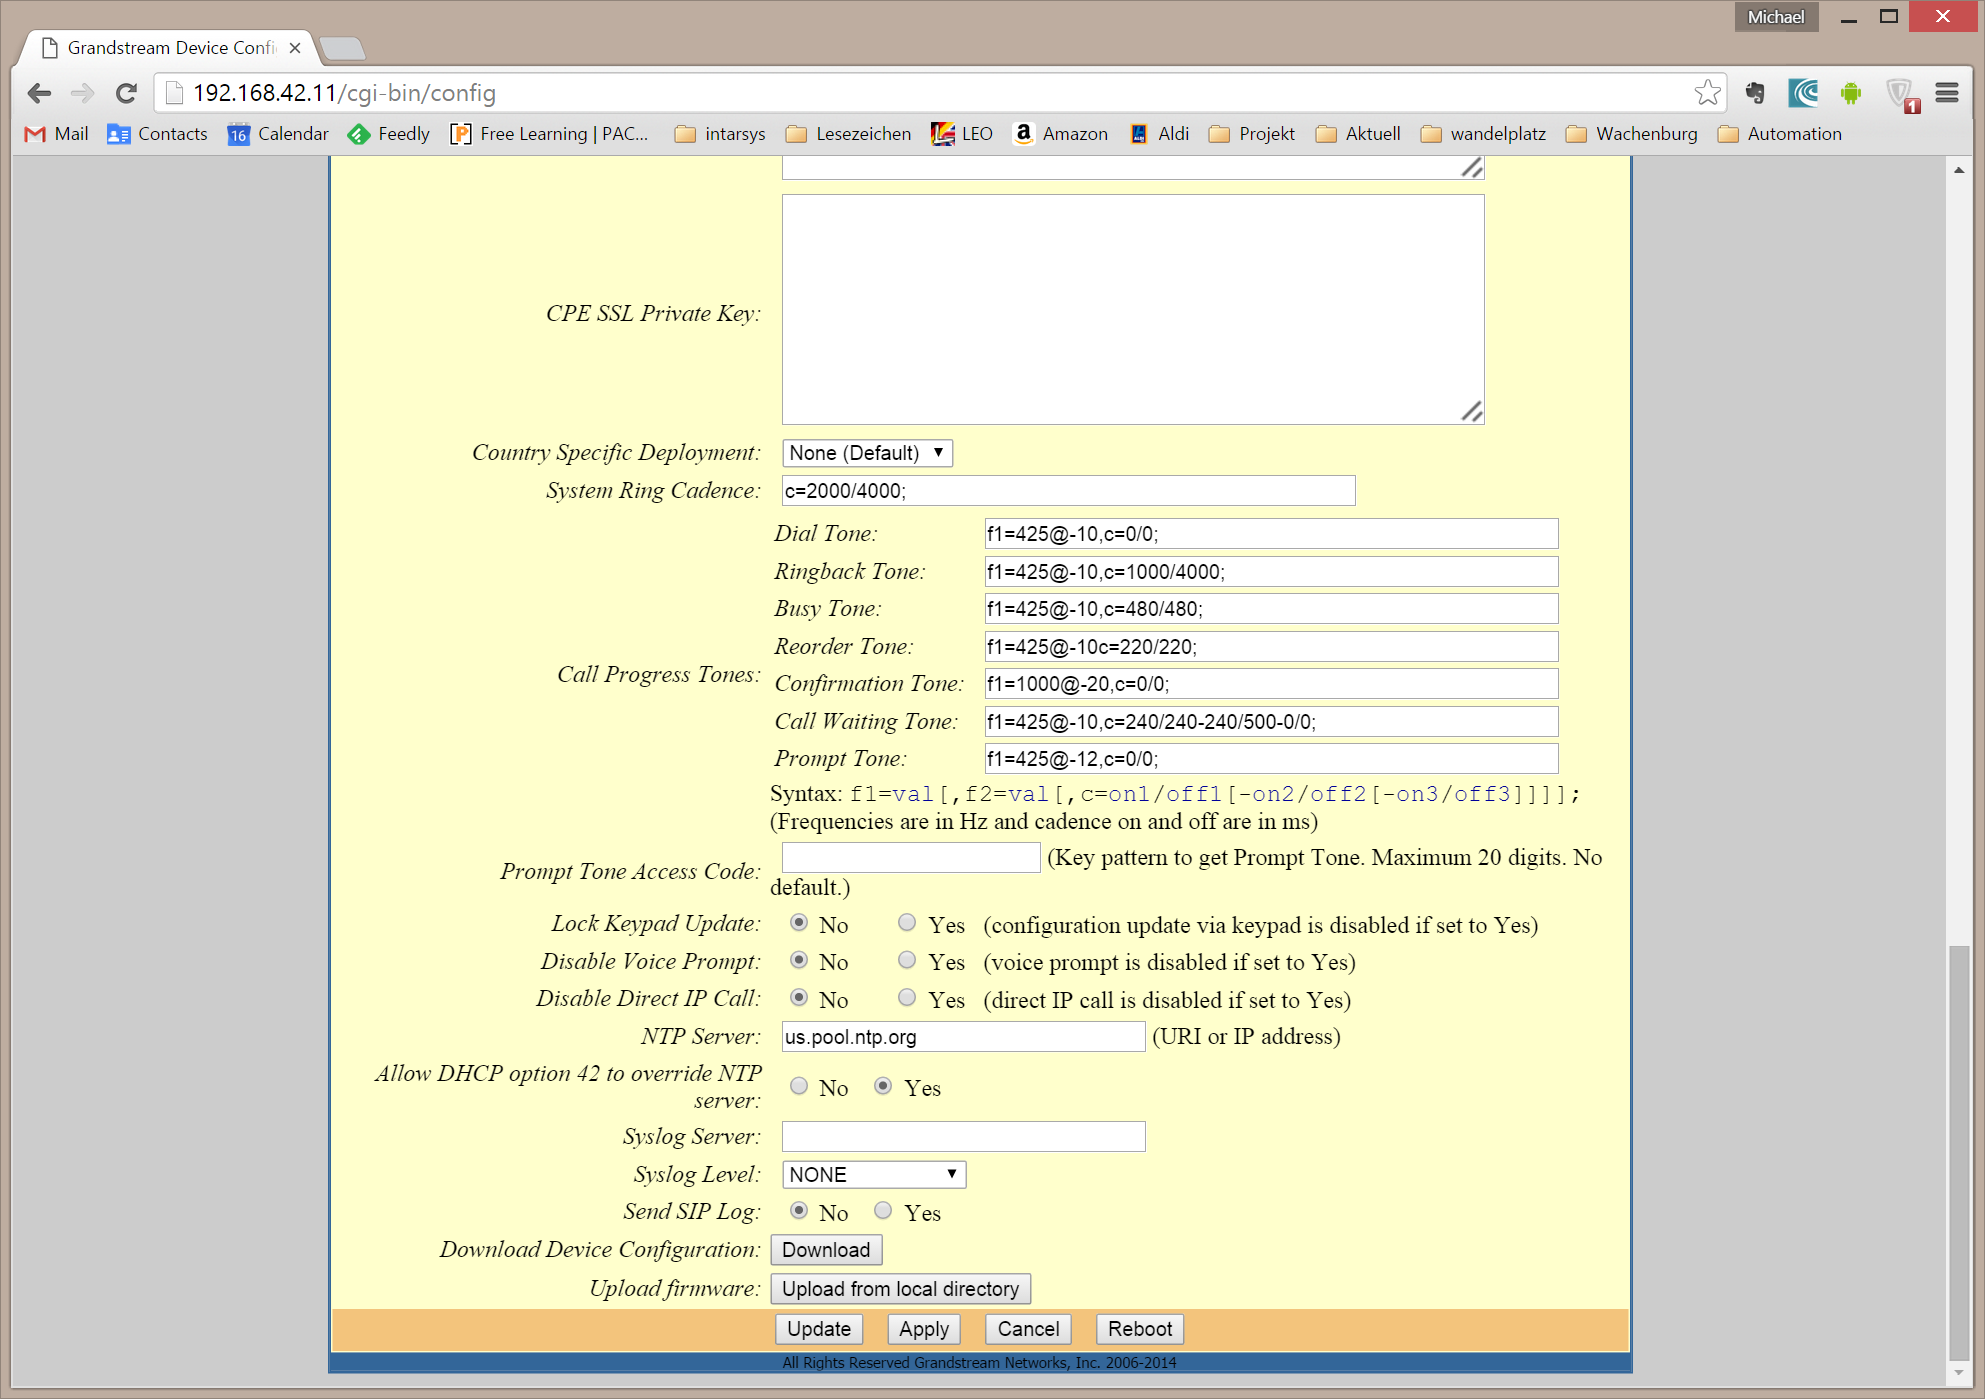 Michael
Grandstream Device Confi
192.168.42.11/cgi-bin/config
1
Mail Contacts 16 Calendar Feedly Free Learning | PAC... intarsys Lesezeichen LEO Amazon Aldi Projekt Aktuell wandelplatz Wachenburg Automation
CPE SSL Private Key:
Country Specific Deployment: None (Default)
System Ring Cadence: c=2000/4000;
Call Progress Tones:
Dial Tone: f1=425@-10,c=0/0;
Ringback Tone: f1=425@-10,c=1000/4000;
Busy Tone: f1=425@-10,c=480/480;
Reorder Tone: f1=425@-10c=220/220;
Confirmation Tone: f1=1000@-20,c=0/0;
Call Waiting Tone: f1=425@-10,c=240/240-240/500-0/0;
Prompt Tone: f1=425@-12,c=0/0;
Syntax: f1=val[,f2=val[,c=on1/off1[-on2/off2[-on3/off3]]]];
(Frequencies are in Hz and cadence on and off are in ms)
Prompt Tone Access Code: (Key pattern to get Prompt Tone. Maximum 20 digits. No
default.)
Lock Keypad Update: No Yes (configuration update via keypad is disabled if set to Yes)
Disable Voice Prompt: No Yes (voice prompt is disabled if set to Yes)
Disable Direct IP Call: No Yes (direct IP call is disabled if set to Yes)
NTP Server: us.pool.ntp.org (URI or IP address)
Allow DHCP option 42 to override NTP
server: No Yes
Syslog Server:
Syslog Level: NONE
Send SIP Log: No Yes
Download Device Configuration: Download
Upload firmware: Upload from local directory
Update Apply Cancel Reboot
All Rights Reserved Grandstream Networks, Inc. 2006-2014